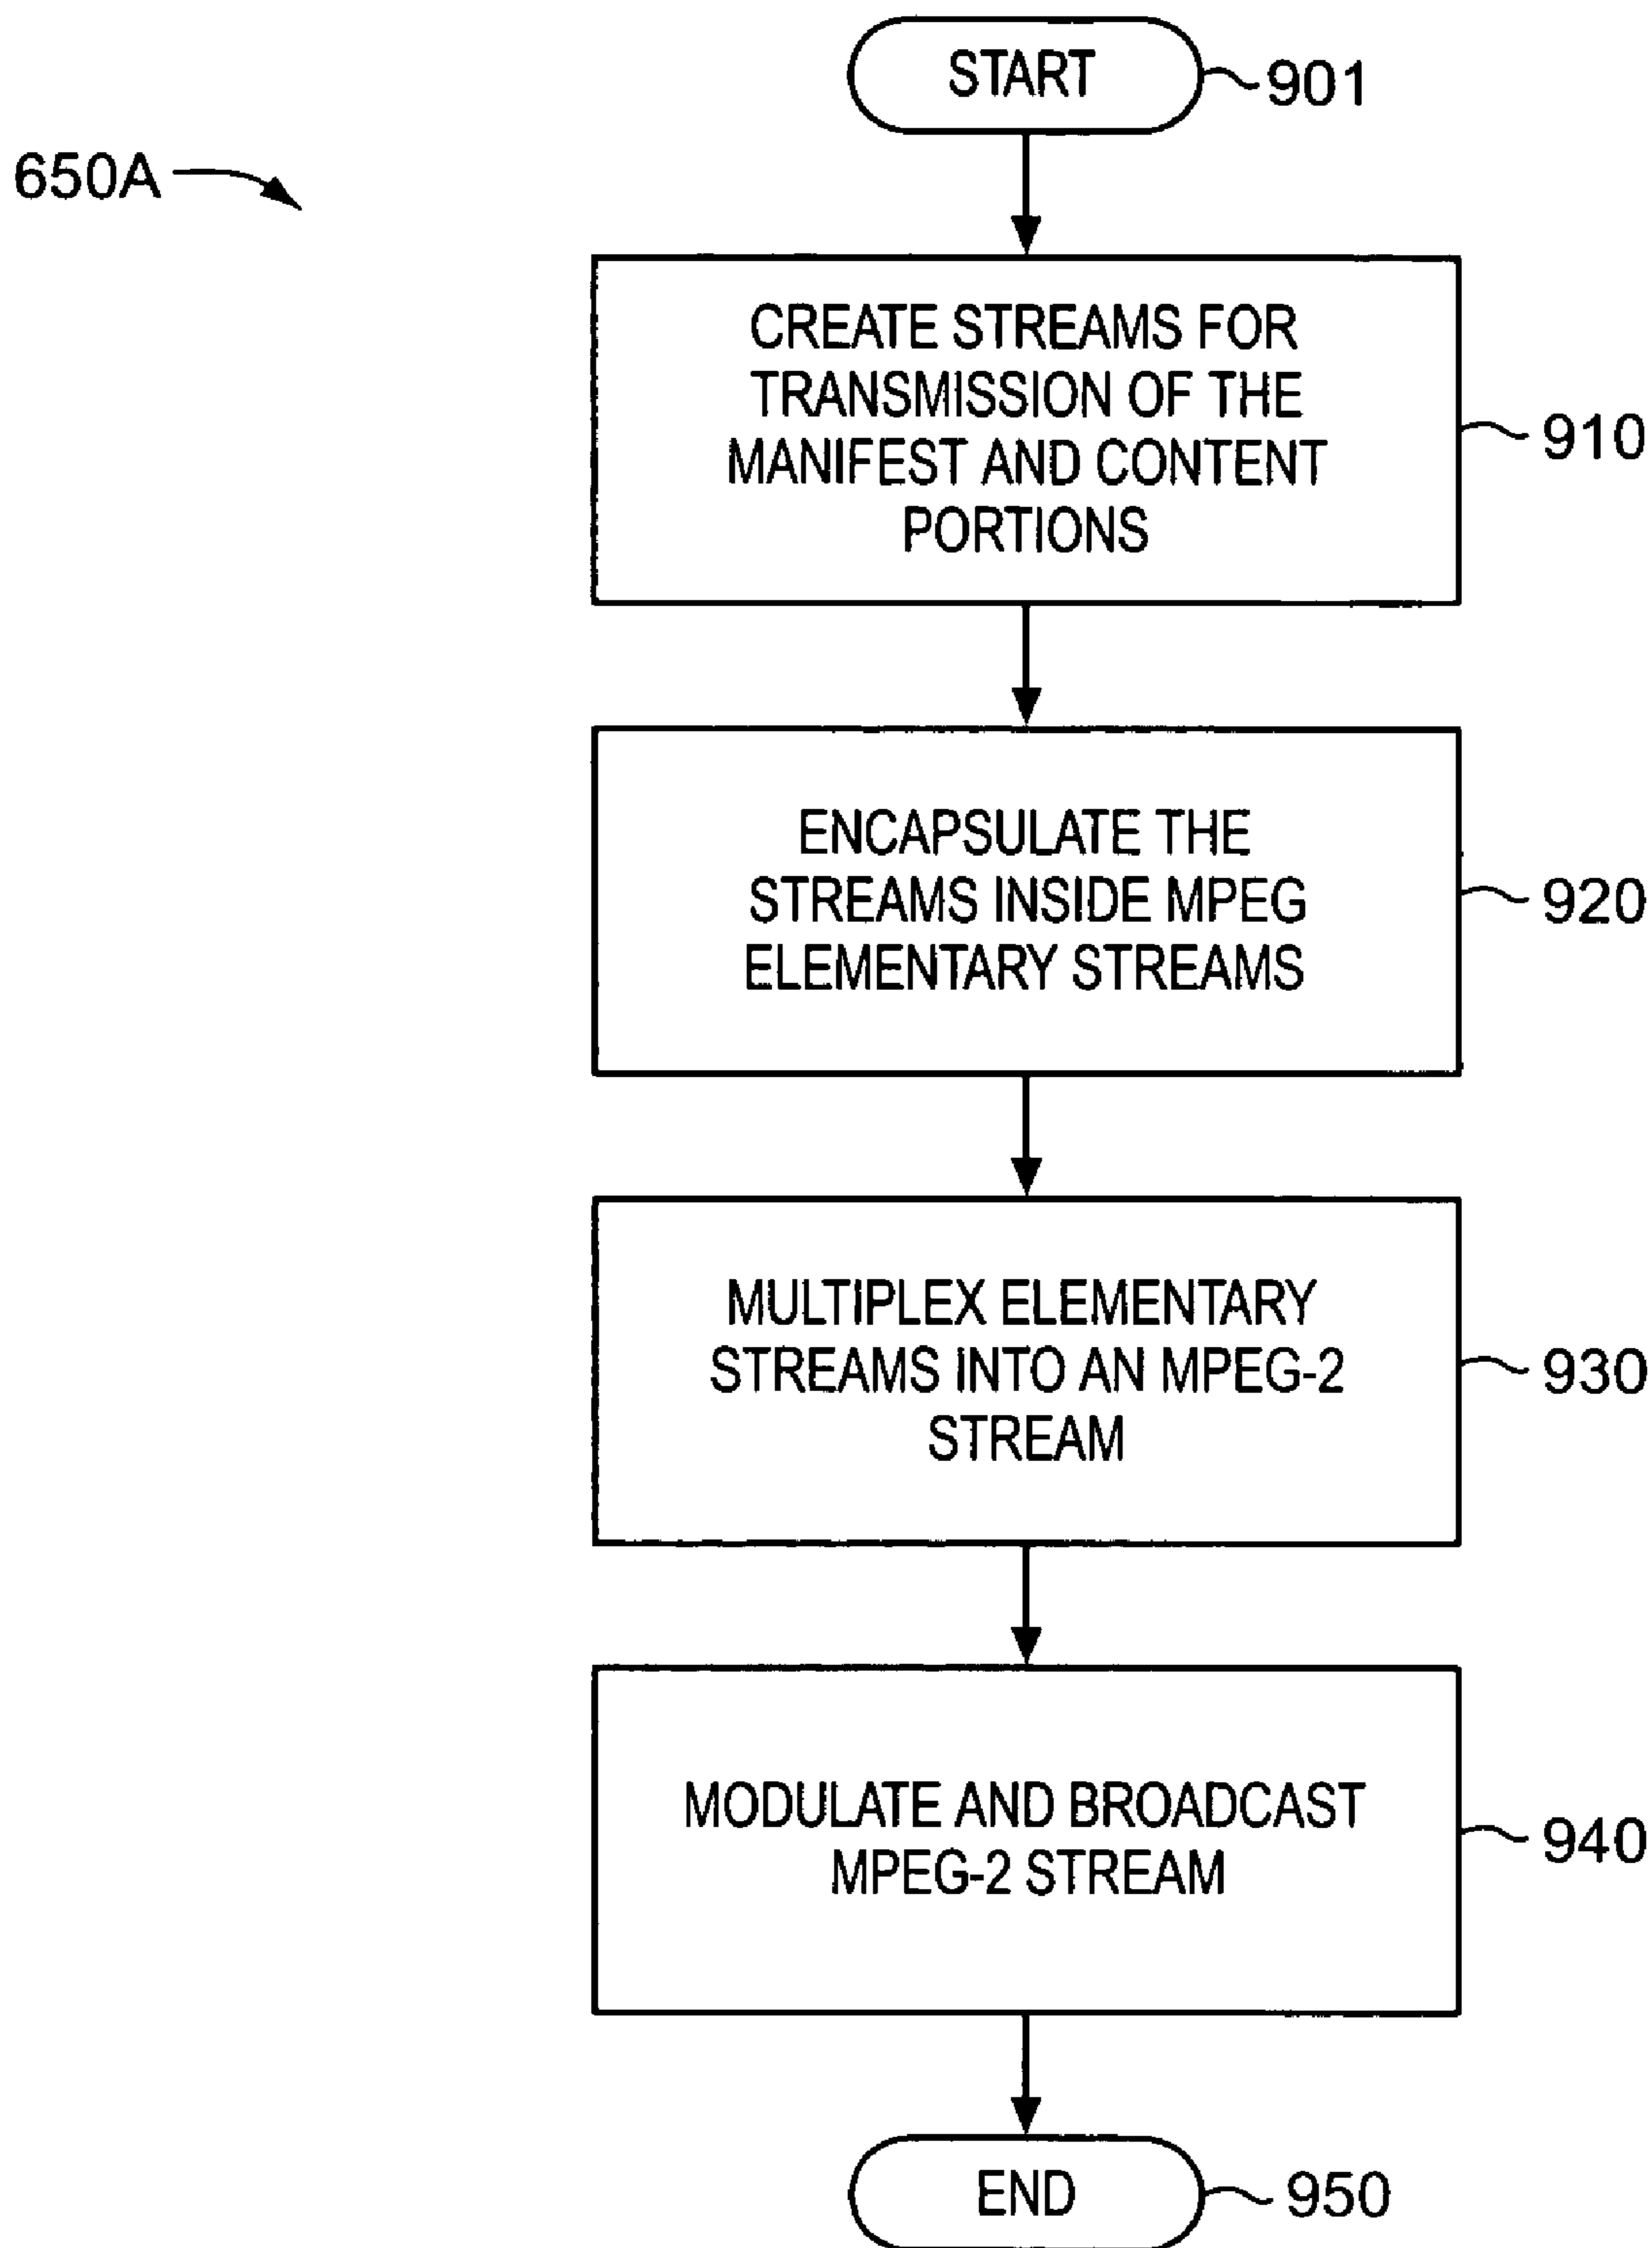 START
901
650A
CREATE STREAMS FOR
TRANSMISSION OF THE
MANIFEST AND CONTENT
PORTIONS
910
ENCAPSULATE THE
STREAMS INSIDE MPEG
ELEMENTARY STREAMS
920
MULTIPLEX ELEMENTARY
STREAMS INTO AN MPEG-2
STREAM
930
MODULATE AND BROADCAST
MPEG-2 STREAM
940
END
950